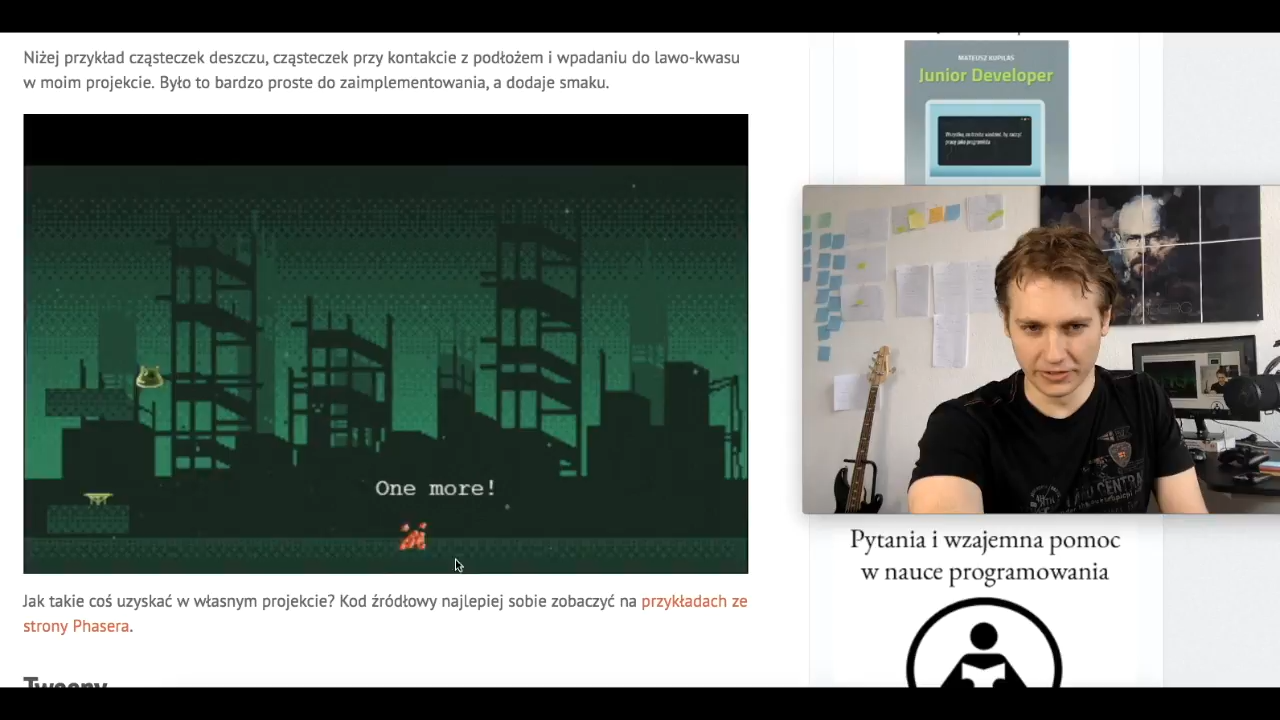 Niżej przykład cząsteczek deszczu, cząsteczek przy kontakcie z podłożem i wpadaniu do lawo-kwasu
w moim projekcie. Było to bardzo proste do zaimplementowania, a dodaje smaku.
One more!
Jak takie coś uzyskać w własnym projekcie? Kod źródłowy najlepiej sobie zobaczyć na przykładach ze
strony Phasera.
Tweeny
MATEUSZ KUPILAS
Junior Developer
Pytania i wzajemna pomoc
w nauce programowania